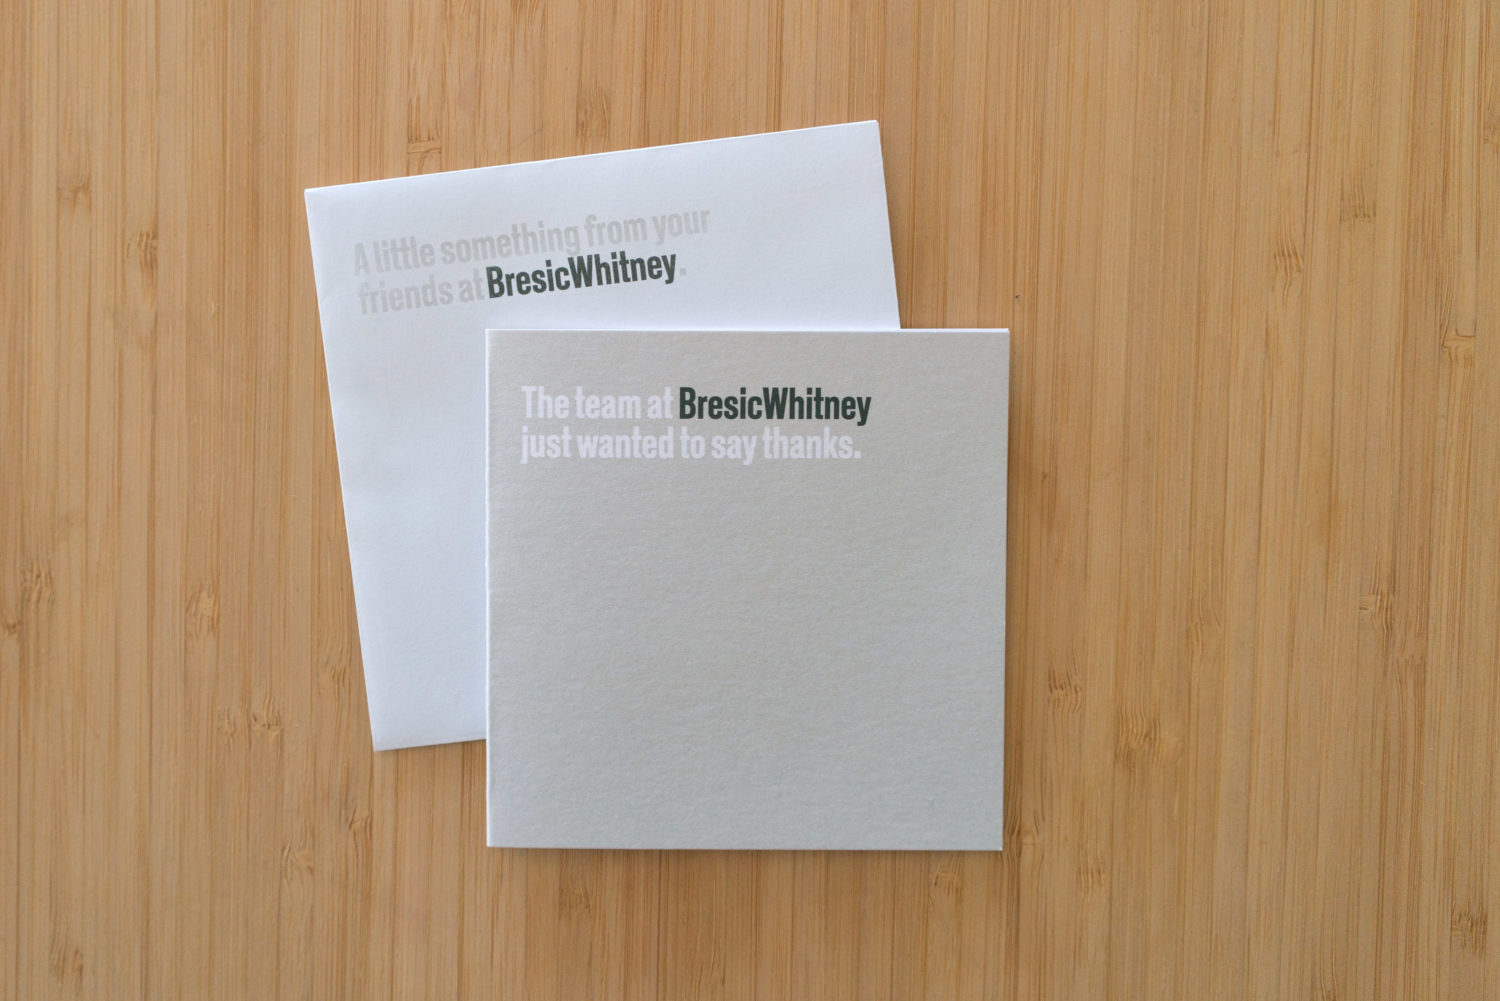 A little something from your
friends at BresicWhitney.
The team at BresicWhitney
just wanted to say thanks.